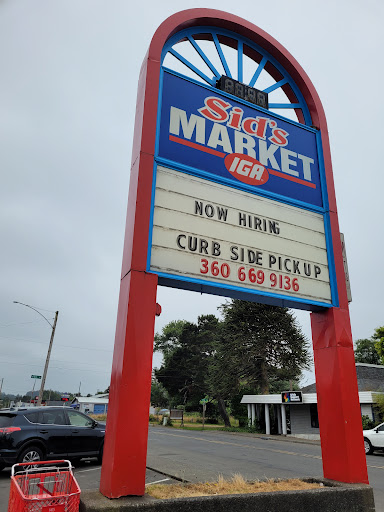 Sid's
MARKET
IGA
NOW HIRING
CURB SIDE PICKUP
360 669 9136